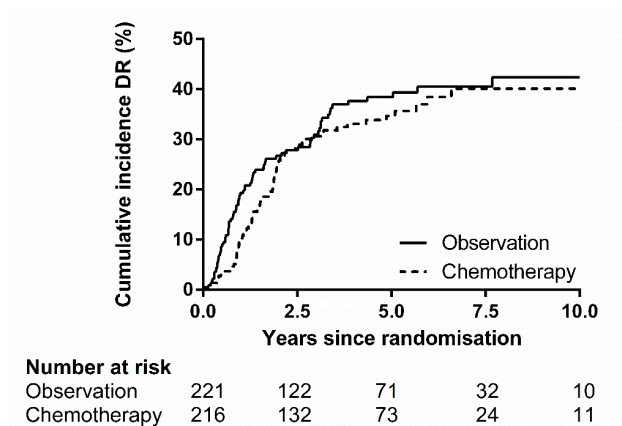 Cumulative incidence DR (%)
50
40
30
20
10
0
0.0 2.5 5.0 7.5 10.0
Years since randomisation
Observation
Chemotherapy
Number at risk
Observation 221 122 71 32 10
Chemotherapy 216 132 73 24 11